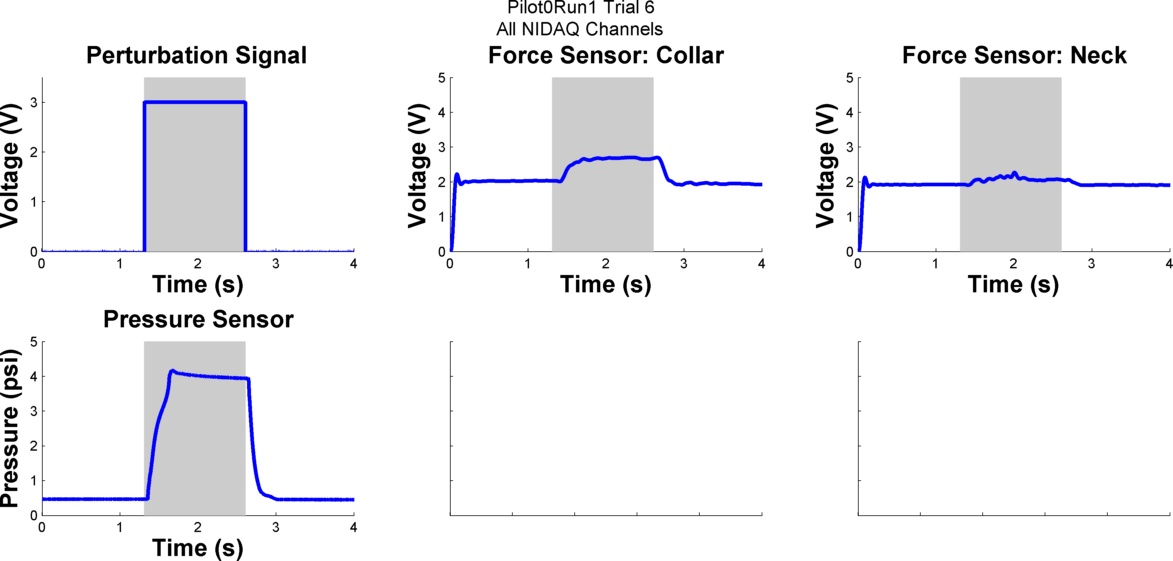 Pilot0Run1 Trial 6
All NIDAQ Channels
Perturbation Signal
Voltage (V)
3
2
1
0
0 1 2 3 4
Time (s)
Force Sensor: Collar
Voltage (V)
5
4
3
2
1
0
0 1 2 3 4
Time (s)
Force Sensor: Neck
Voltage (V)
5
4
3
2
1
0
0 1 2 3 4
Time (s)
Pressure Sensor
Pressure (psi)
5
4
3
2
1
0
0 1 2 3 4
Time (s)